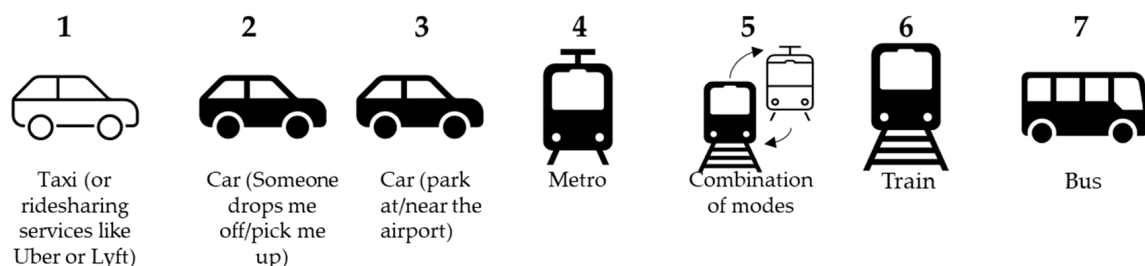 1 2 3 4 5 6 7
Taxi (or
ridesharing
services like
Uber or Lyft)
Car (Someone
drops me
off/pick me
up)
Car (park
at/near the
airport)
Metro
Combination
of modes
Train
Bus